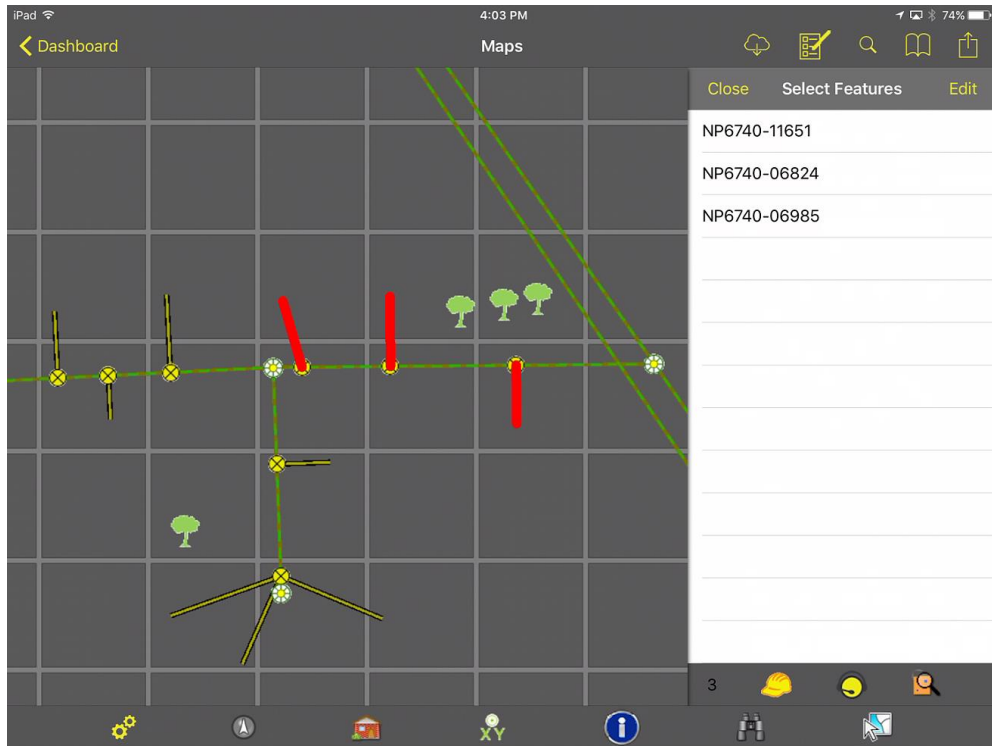 iPad 4:03 PM 74%
Dashboard Maps
Close Select Features Edit
NP6740-11651
NP6740-06824
NP6740-06985
3
XY
i